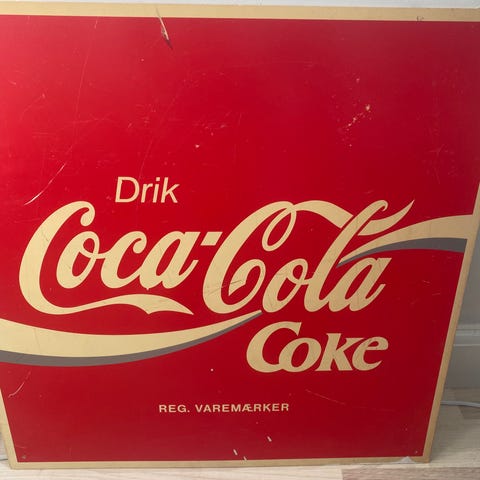 Drik
Coca-Cola
Coke
REG. VAREMÆRKER